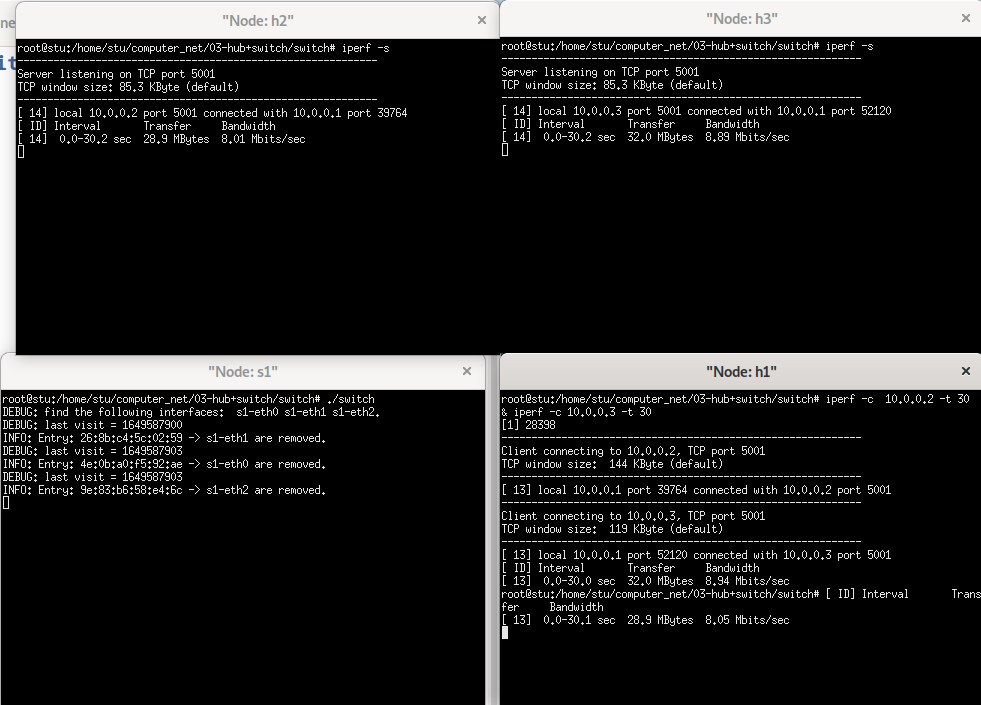 ne
"Node: h2"
root@stu:/home/stu/computer_net/03-hub+switch/switch# iperf -s
------------------------------------------------------------
Server listening on TCP port 5001
TCP window size: 85.3 KByte (default)
------------------------------------------------------------
[ 14] local 10.0.0.2 port 5001 connected with 10.0.0.1 port 39764
[ ID] Interval       Transfer     Bandwidth
[ 14]  0.0-30.2 sec  28.9 MBytes  8.01 Mbits/sec
"Node: h3"
root@stu:/home/stu/computer_net/03-hub+switch/switch# iperf -s
------------------------------------------------------------
Server listening on TCP port 5001
TCP window size: 85.3 KByte (default)
------------------------------------------------------------
[ 14] local 10.0.0.3 port 5001 connected with 10.0.0.1 port 52120
[ ID] Interval       Transfer     Bandwidth
[ 14]  0.0-30.2 sec  32.0 MBytes  8.89 Mbits/sec
it
"Node: s1"
root@stu:/home/stu/computer_net/03-hub+switch/switch# ./switch
DEBUG: find the following interfaces:  s1-eth0 s1-eth1 s1-eth2.
DEBUG: last visit = 1649587900
INFO: Entry: 26:8b:c4:5c:02:59 -> s1-eth1 are removed.
DEBUG: last visit = 1649587903
INFO: Entry: 4e:0b:a0:f5:92:ae -> s1-eth0 are removed.
DEBUG: last visit = 1649587903
INFO: Entry: 9e:83:b6:58:e4:6c -> s1-eth2 are removed.
"Node: h1"
root@stu:/home/stu/computer_net/03-hub+switch/switch# iperf -c  10.0.0.2 -t 30
& iperf -c 10.0.0.3 -t 30
[1] 28398
------------------------------------------------------------
Client connecting to 10.0.0.2, TCP port 5001
TCP window size:  144 KByte (default)
------------------------------------------------------------
[ 13] local 10.0.0.1 port 39764 connected with 10.0.0.2 port 5001
------------------------------------------------------------
Client connecting to 10.0.0.3, TCP port 5001
TCP window size:  119 KByte (default)
------------------------------------------------------------
[ 13] local 10.0.0.1 port 52120 connected with 10.0.0.3 port 5001
[ ID] Interval       Transfer     Bandwidth
[ 13]  0.0-30.0 sec  32.0 MBytes  8.94 Mbits/sec
root@stu:/home/stu/computer_net/03-hub+switch/switch# [ ID] Interval       Trans
fer     Bandwidth
[ 13]  0.0-30.1 sec  28.9 MBytes  8.05 Mbits/sec